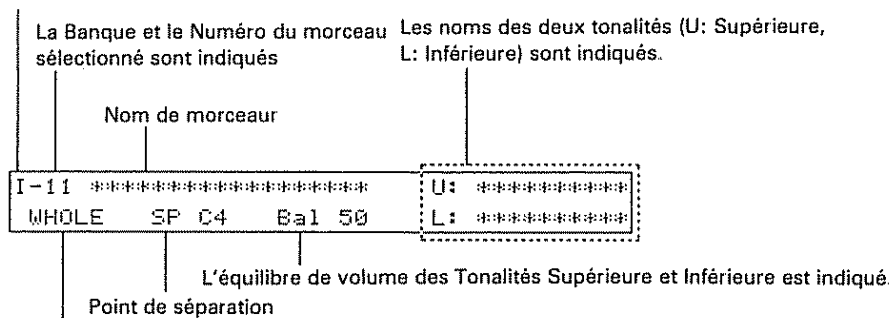 La Banque et le Numéro du morceau
sélectionné sont indiqués
Les noms des deux tonalités (U: Supérieure,
L: Inférieure) sont indiqués.
Nom de morceaur
I-11 ******************
U: **********
WHOLE SP C4 Bal 50
L: **********
L'équilibre de volume des Tonalités Supérieure et Inférieure est indiqué.
Point de séparation